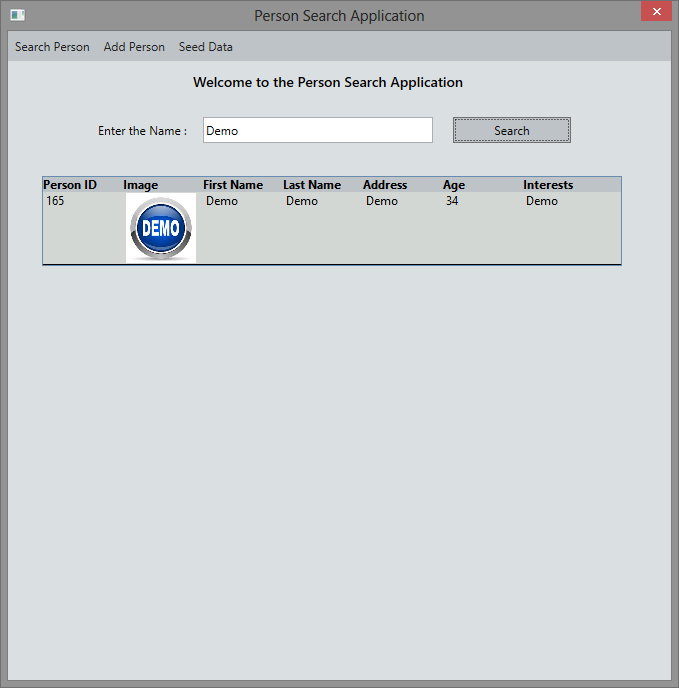 Person Search Application
Search Person Add Person Seed Data
Welcome to the Person Search Application
Enter the Name : Demo Search
Person ID Image First Name Last Name Address Age Interests
165 DEMO Demo Demo Demo 34 Demo